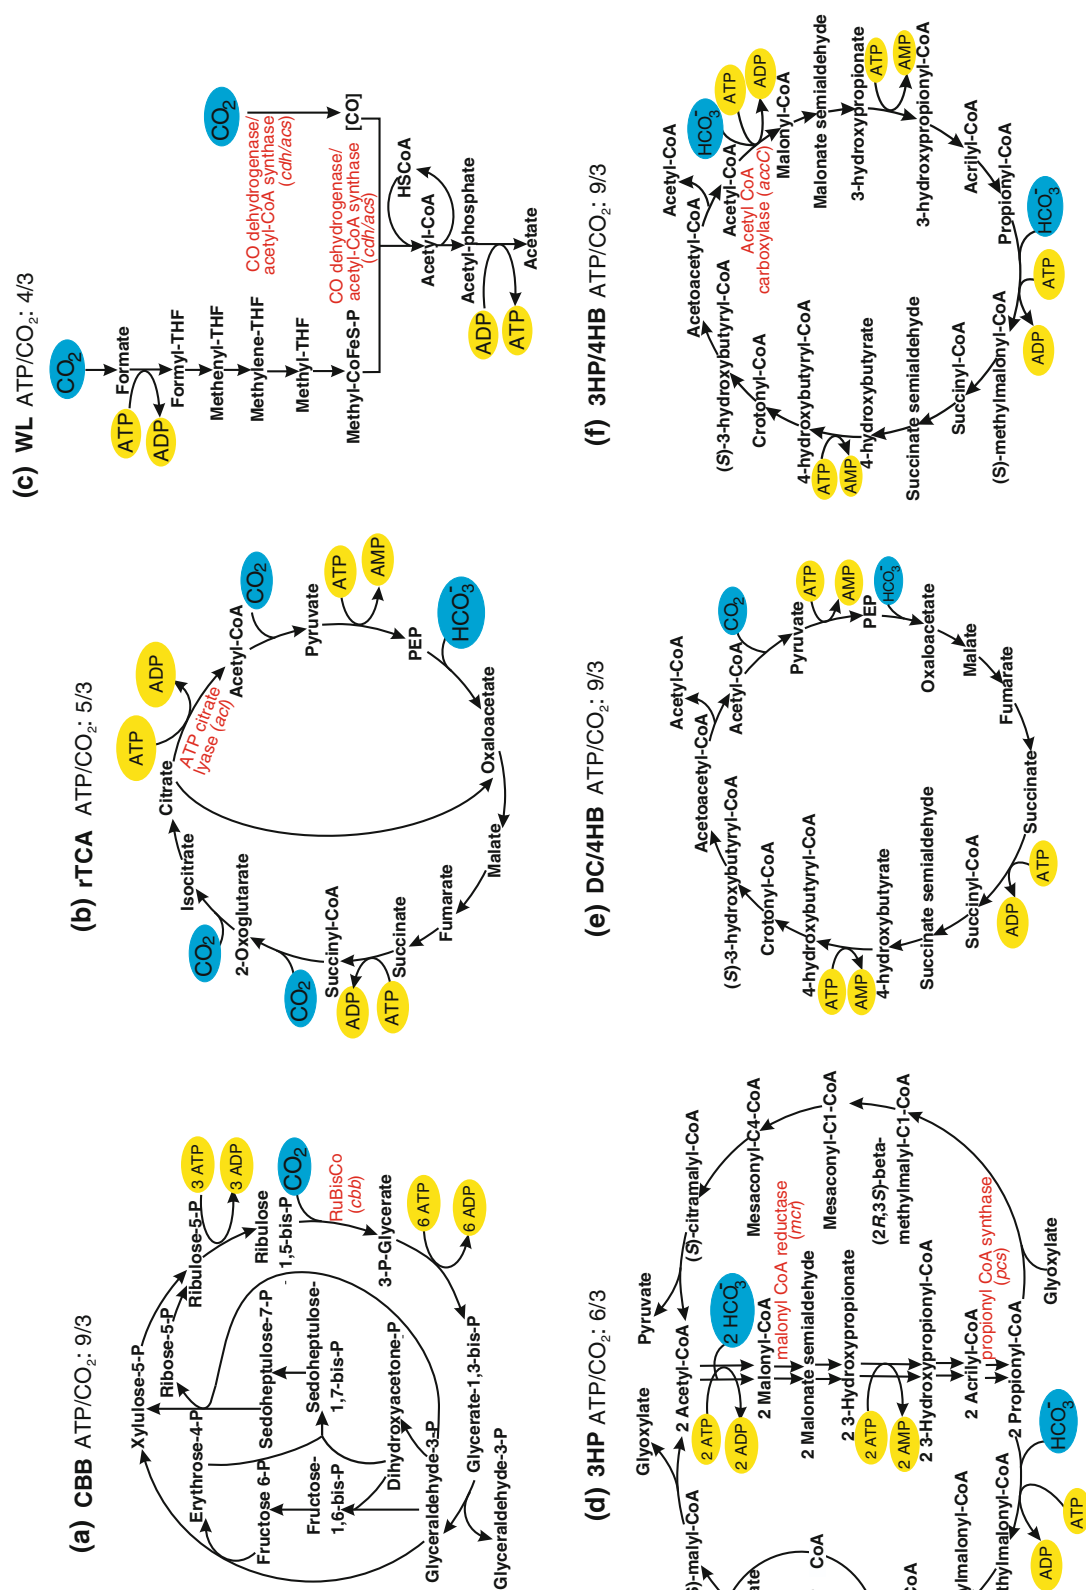 (a) CBB ATP/CO₂: 9/3
Xylulose-5-P
Ribose-5-P
Ribulose-5-P
3 ATP
3 ADP
Ribulose
1,5-bis-P
CO₂
RuBisCo
(cbb)
3-P-Glycerate
6 ATP
6 ADP
Glycerate-1,3-bis-P
Glyceraldehyde-3-P
Glyceraldehyde-3-P
Dihydroxyacetone-P
Fructose-
1,6-bis-P
Fructose 6-P
Erythrose-4-P
Sedoheptulose-
1,7-bis-P
Sedoheptulose-7-P
(b) rTCA ATP/CO₂: 5/3
Citrate
ATP
ADP
ATP citrate
lyase (acl)
Acetyl-CoA
CO₂
Pyruvate
ATP
AMP
PEP
HCO₃⁻
Oxaloacetate
Malate
Fumarate
Succinate
ATP
ADP
Succinyl-CoA
CO₂
2-Oxoglutarate
CO₂
Isocitrate
(c) WL ATP/CO₂: 4/3
CO₂
Formate
ATP
ADP
Formyl-THF
Methenyl-THF
Methylene-THF
Methyl-THF
Methyl-CoFeS-P
CO₂
CO dehydrogenase/
acetyl-CoA synthase
(cdh/acs)
[CO]
CO dehydrogenase/
acetyl-CoA synthase
(cdh/acs)
HSCoA
Acetyl-CoA
Acetyl-phosphate
ADP
ATP
Acetate
(d) 3HP ATP/CO₂: 6/3
Glyoxylate
Pyruvate
2 Acetyl-CoA
2 ATP
2 ADP
2 HCO₃⁻
2 Malonyl-CoA
malonyl CoA reductase
(mcr)
2 Malonate semialdehyde
2 3-Hydroxypropionate
2 ATP
2 AMP
2 3-Hydroxypropionyl-CoA
2 Acrilyl-CoA
propionyl CoA synthase
(pcs)
2 Propionyl-CoA
HCO₃⁻
ATP
ADP
Glyoxylate
(2R,3S)-beta-
methylmalyl-C1-CoA
Mesaconyl-C1-CoA
Mesaconyl-C4-CoA
(S)-citramalyl-CoA
)-malyl-CoA
CoA
CoA
ylmalonyl-CoA
thylmalonyl-CoA
(e) DC/4HB ATP/CO₂: 9/3
Acetyl-CoA
Acetoacetyl-CoA
Acetyl-CoA
CO₂
Pyruvate
ATP
AMP
PEP
HCO₃⁻
Oxaloacetate
Malate
Fumarate
Succinate
ATP
ADP
Succinyl-CoA
Succinate semialdehyde
4-hydroxybutyrate
ATP
AMP
4-hydroxybutyryl-CoA
Crotonyl-CoA
(S)-3-hydroxybutyryl-CoA
(f) 3HP/4HB ATP/CO₂: 9/3
Acetyl-CoA
Acetoacetyl-CoA
Acetyl-CoA
HCO₃⁻
ATP
ADP
Acetyl CoA
carboxylase (accC)
Malonyl-CoA
Malonate semialdehyde
3-hydroxypropionate
ATP
AMP
3-hydroxypropionyl-CoA
Acrilyl-CoA
Propionyl-CoA
HCO₃⁻
ATP
ADP
(S)-methylmalonyl-CoA
Succinyl-CoA
Succinate semialdehyde
4-hydroxybutyrate
ATP
AMP
4-hydroxybutyryl-CoA
Crotonyl-CoA
(S)-3-hydroxybutyryl-CoA